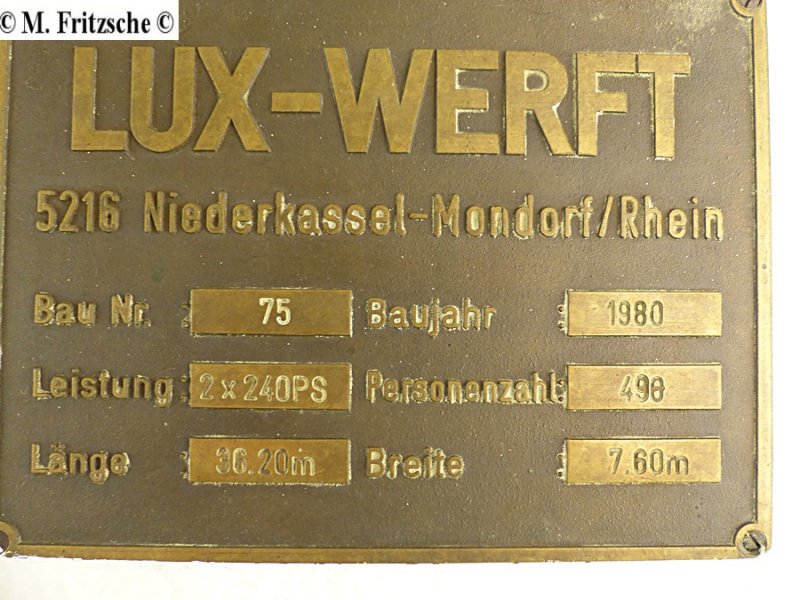 © M. Fritzsche ©
LUX-WERFT
5216 Niederkassel-Mondorf/Rhein
Bau Nr. : 75 Baujahr : 1980
Leistung : 2x240PS Personenzahl : 498
Länge : 36.20m Breite : 7.60m